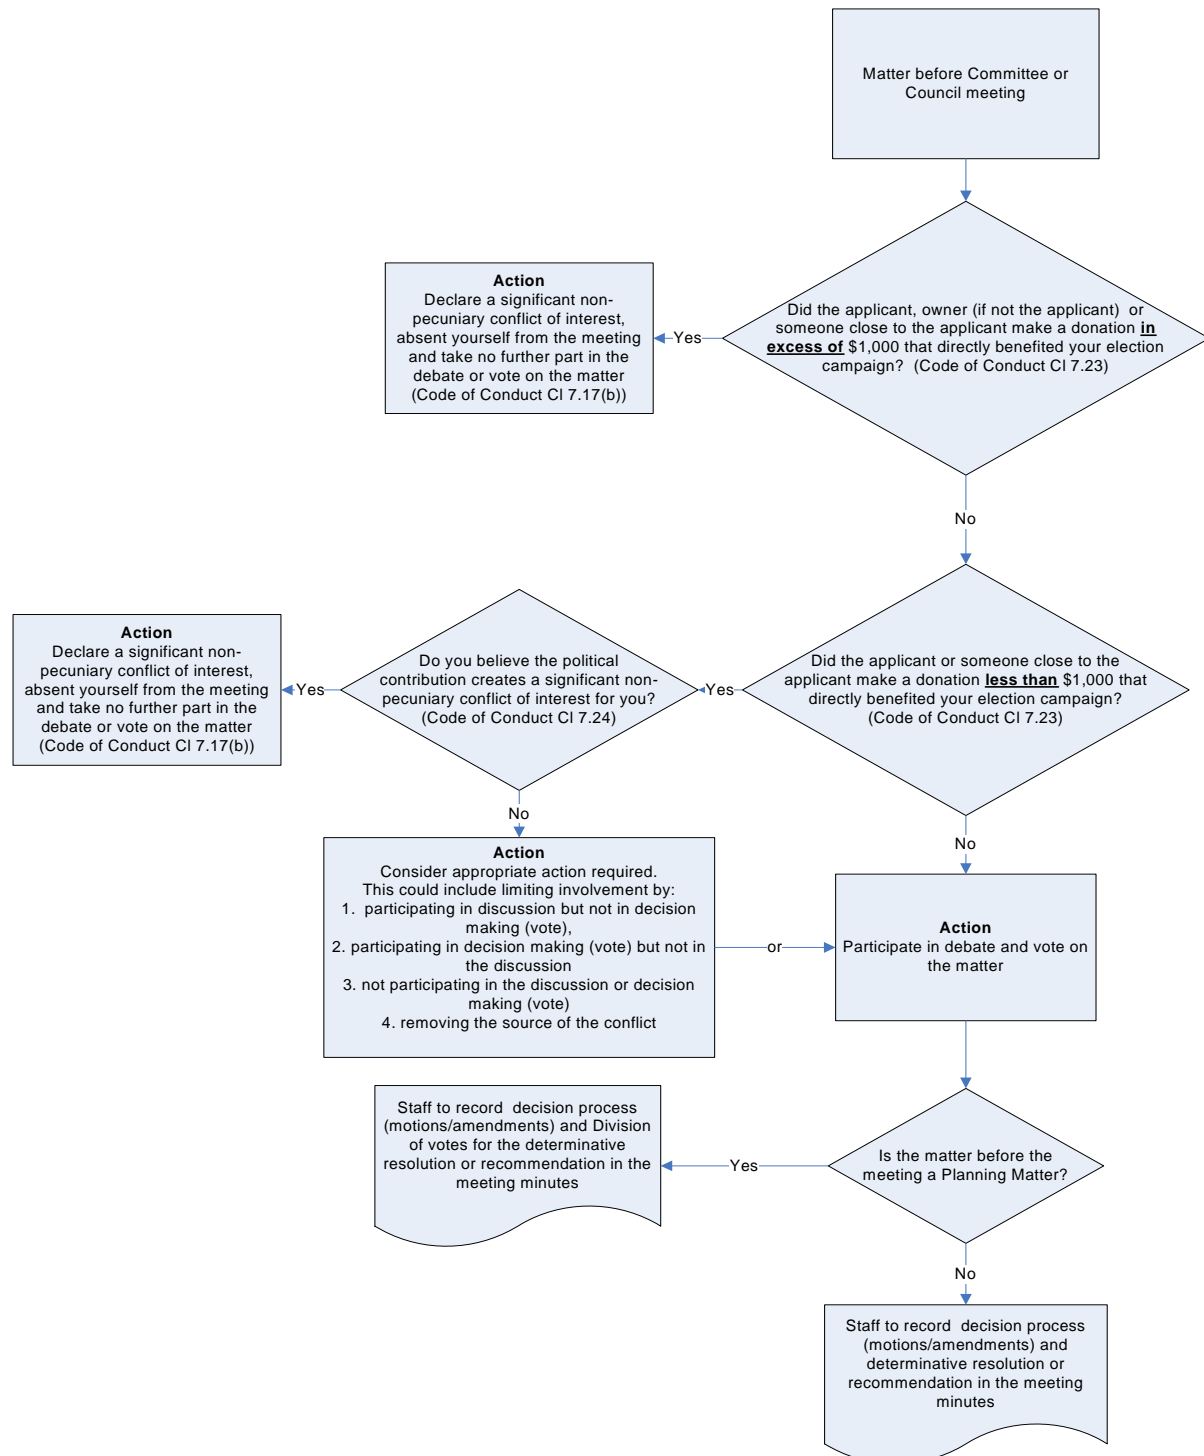 Matter before Committee or
Council meeting
Did the applicant, owner (if not the applicant)  or
someone close to the applicant make a donation in
excess of $1,000 that directly benefited your election
campaign?  (Code of Conduct Cl 7.23)
Yes
Action
Declare a significant non-
pecuniary conflict of interest,
absent yourself from the meeting
and take no further part in the
debate or vote on the matter
(Code of Conduct Cl 7.17(b))
No
Did the applicant or someone close to the
applicant make a donation less than $1,000 that
directly benefited your election campaign?
(Code of Conduct Cl 7.23)
Yes
Do you believe the political
contribution creates a significant non-
pecuniary conflict of interest for you?
(Code of Conduct Cl 7.24)
Yes
Action
Declare a significant non-
pecuniary conflict of interest,
absent yourself from the meeting
and take no further part in the
debate or vote on the matter
(Code of Conduct Cl 7.17(b))
No
Action
Consider appropriate action required.
This could include limiting involvement by:
1.  participating in discussion but not in decision
making (vote),
2. participating in decision making (vote) but not in
the discussion
3. not participating in the discussion or decision
making (vote)
4. removing the source of the conflict
or
No
Action
Participate in debate and vote on
the matter
Is the matter before the
meeting a Planning Matter?
Yes
Staff to record  decision process
(motions/amendments) and Division
of votes for the determinative
resolution or recommendation in the
meeting minutes
No
Staff to record  decision process
(motions/amendments) and
determinative resolution or
recommendation in the meeting
minutes